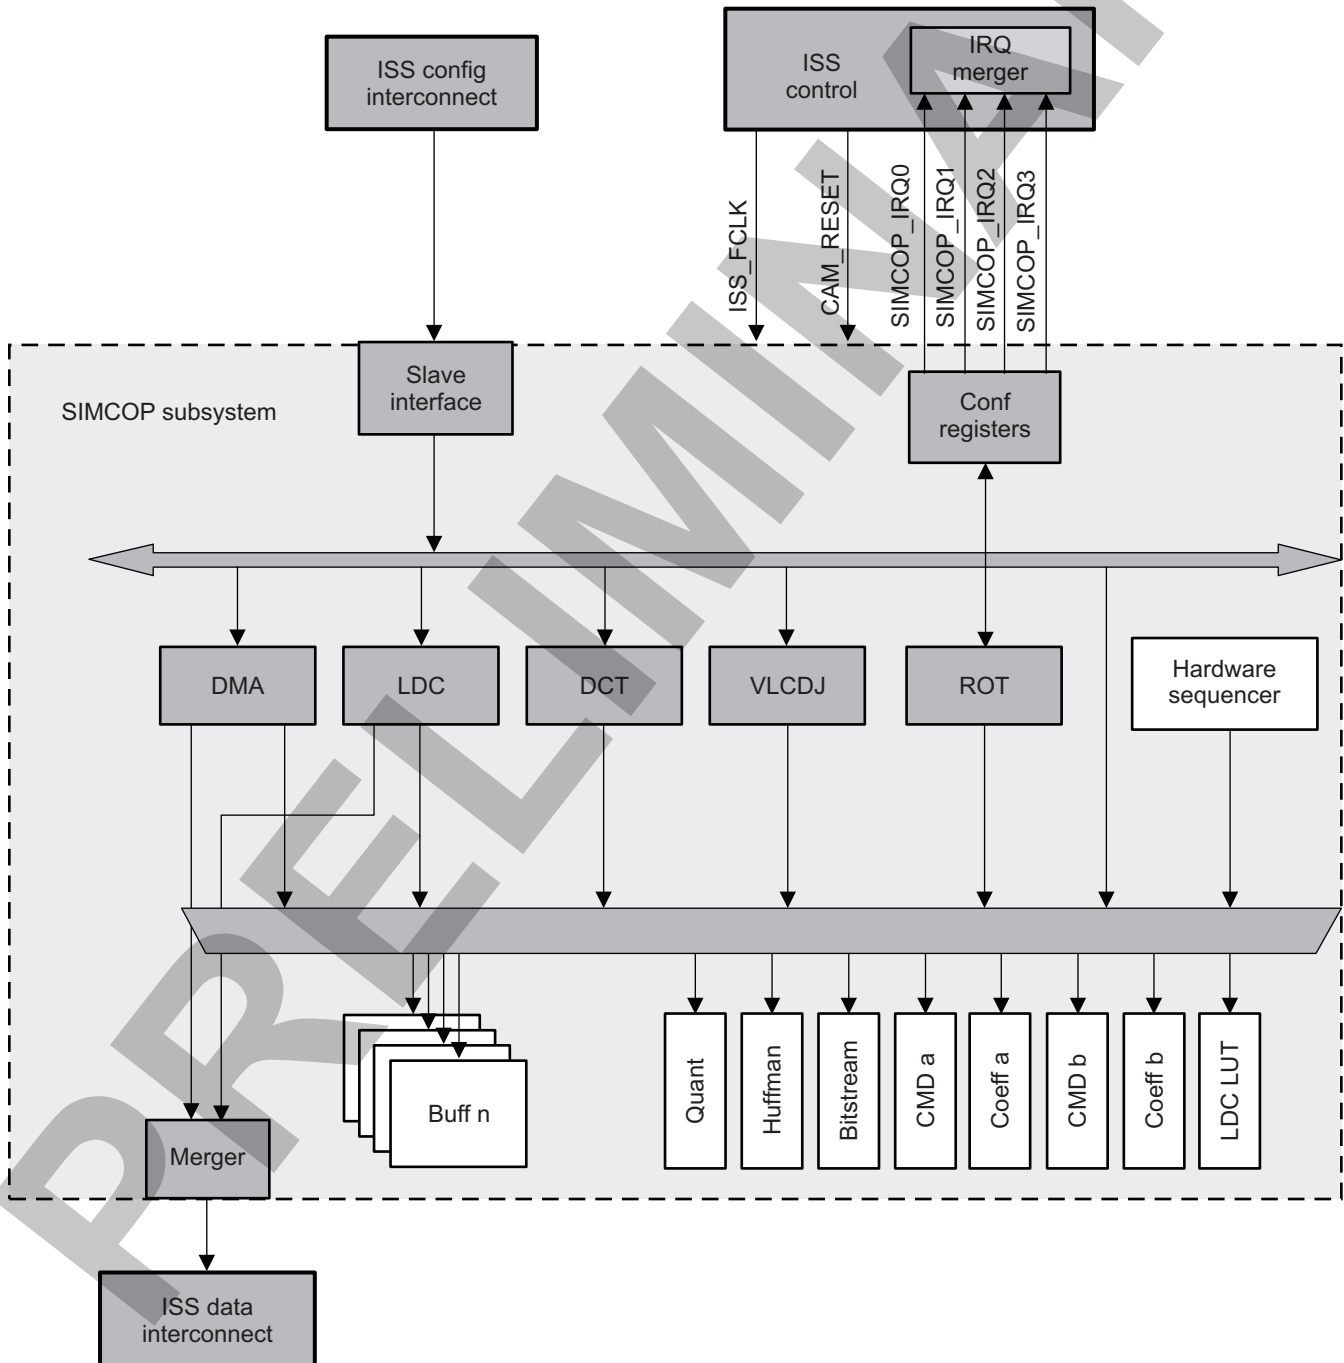 ISS config
interconnect
ISS
control
IRQ
merger
ISS_FCLK
CAM_RESET
SIMCOP_IRQ0
SIMCOP_IRQ1
SIMCOP_IRQ2
SIMCOP_IRQ3
SIMCOP subsystem
Slave
interface
Conf
registers
DMA
LDC
DCT
VLCDJ
ROT
Hardware
sequencer
Buff n
Quant
Huffman
Bitstream
CMD a
Coeff a
CMD b
Coeff b
LDC LUT
Merger
ISS data
interconnect
PRELIMINAR